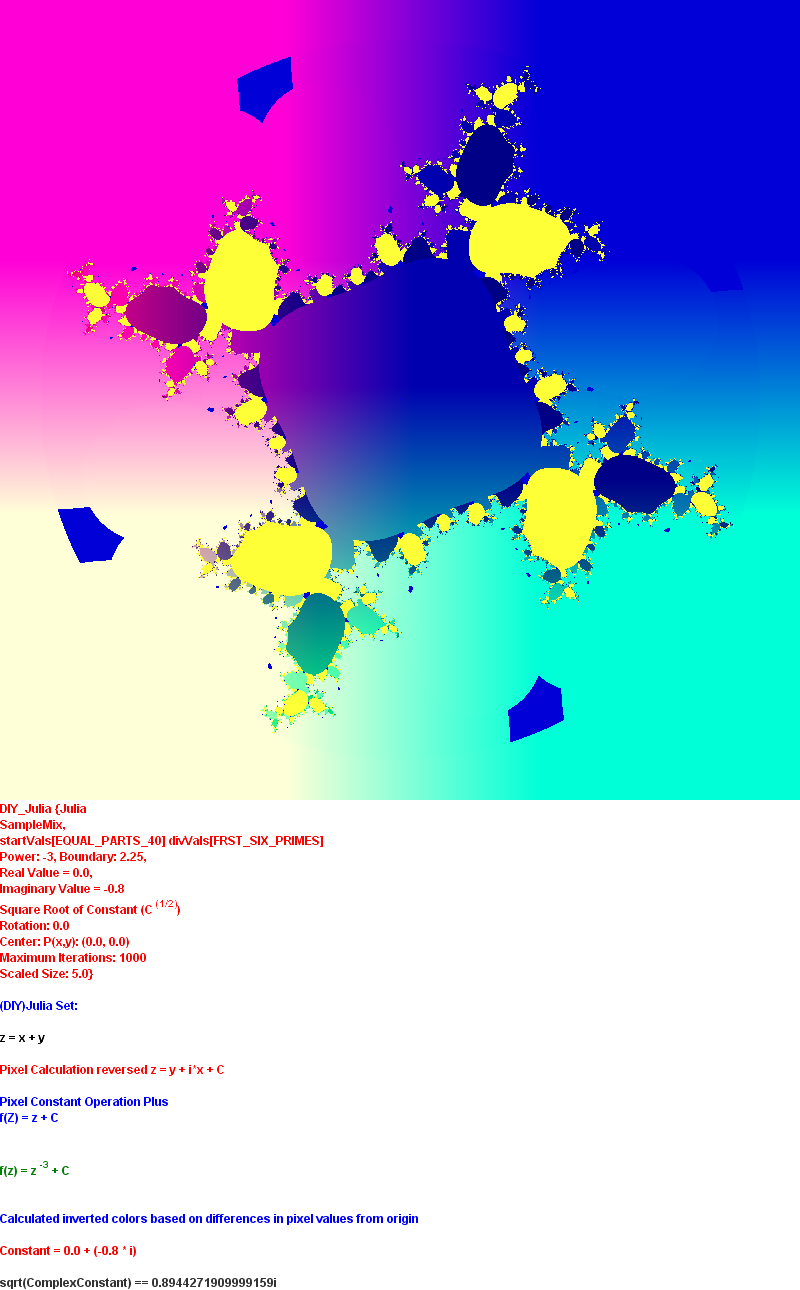 DIY_Julia {Julia
SampleMix,
startVals[EQUAL_PARTS_40] divVals[FRST_SIX_PRIMES]
Power: -3, Boundary: 2.25,
Real Value = 0.0,
Imaginary Value = -0.8
Square Root of Constant (C (1/2))
Rotation: 0.0
Center: P(x,y): (0.0, 0.0)
Maximum Iterations: 1000
Scaled Size: 5.0}
(DIY)Julia Set:
z = x + y
Pixel Calculation reversed z = y + i*x + C
Pixel Constant Operation Plus
f(Z) = z + C
f(z) = z -3 + C
Calculated inverted colors based on differences in pixel values from origin
Constant = 0.0 + (-0.8 * i)
sqrt(ComplexConstant) == 0.8944271909999159i